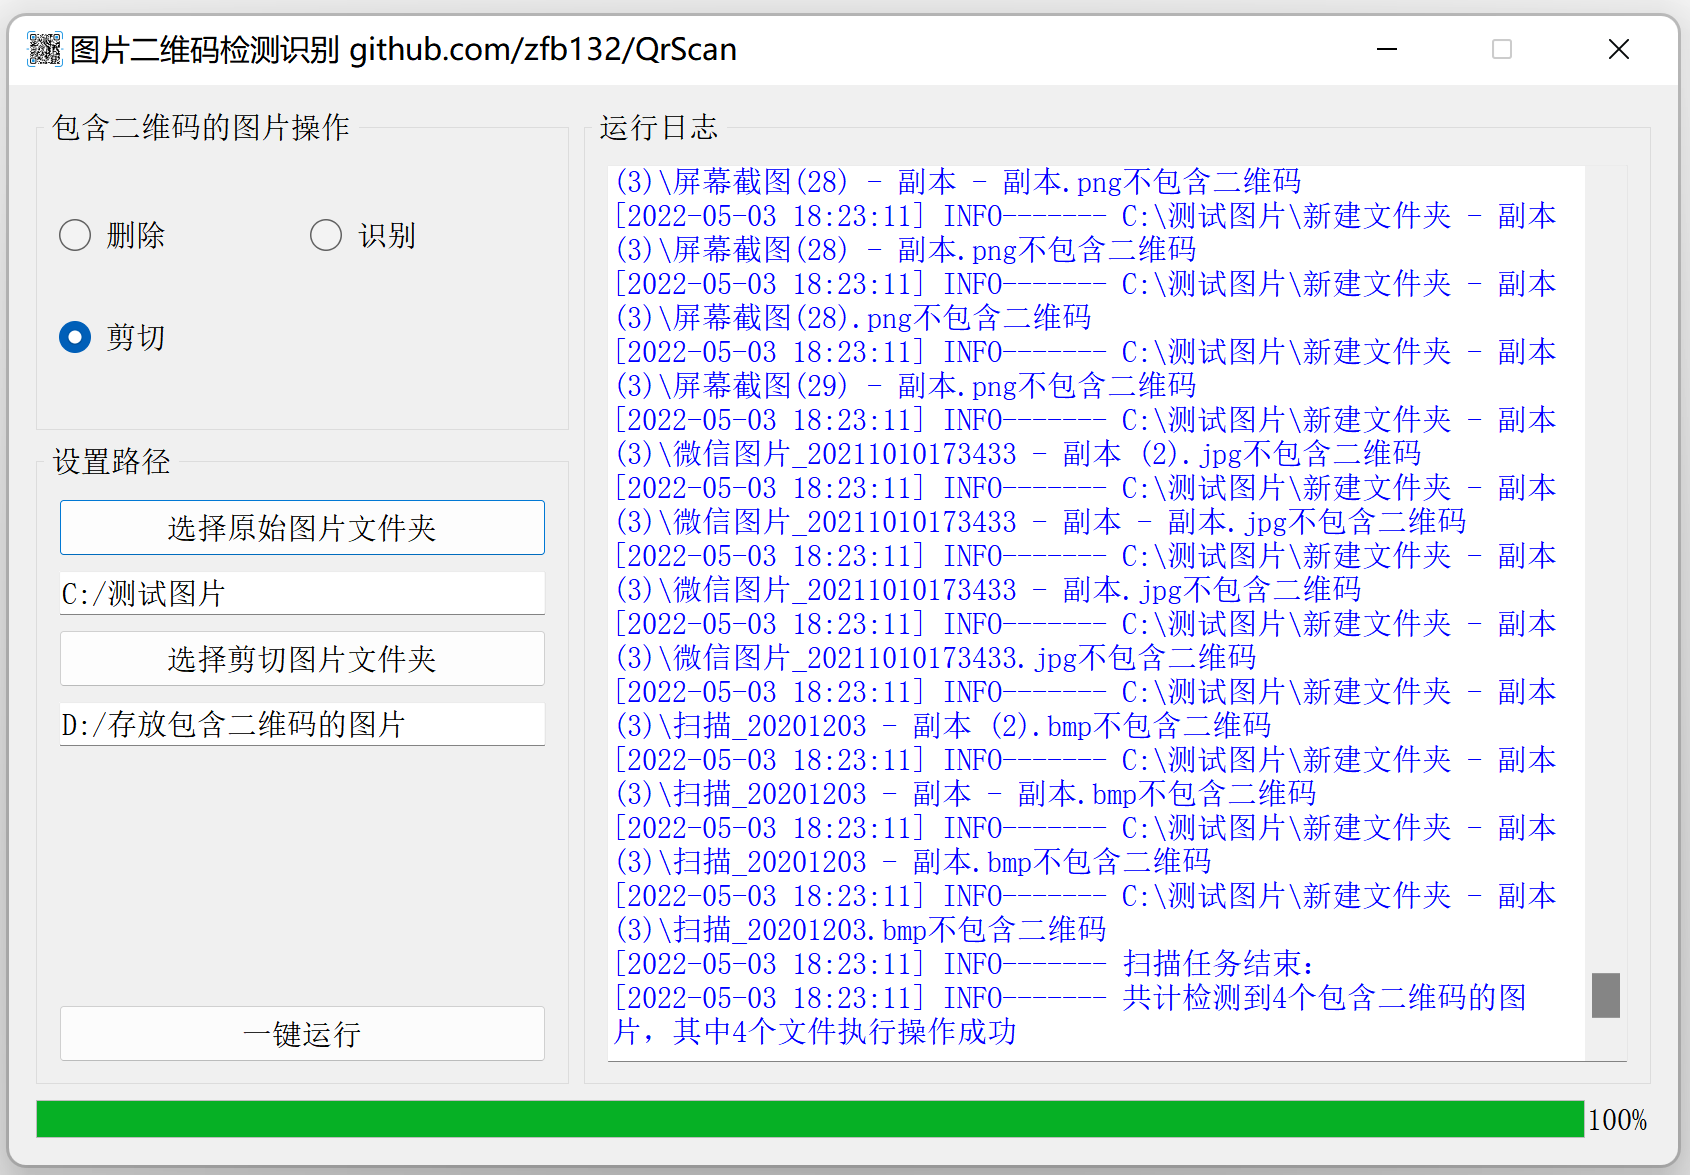 图片二维码检测识别 github.com/zfb132/QrScan
包含二维码的图片操作
删除
识别
剪切
设置路径
选择原始图片文件夹
C:/测试图片
选择剪切图片文件夹
D:/存放包含二维码的图片
一键运行
运行日志
(3)\屏幕截图(28) - 副本 - 副本.png不包含二维码
[2022-05-03 18:23:11] INFO------- C:\测试图片\新建文件夹 - 副本
(3)\屏幕截图(28) - 副本.png不包含二维码
[2022-05-03 18:23:11] INFO------- C:\测试图片\新建文件夹 - 副本
(3)\屏幕截图(28).png不包含二维码
[2022-05-03 18:23:11] INFO------- C:\测试图片\新建文件夹 - 副本
(3)\屏幕截图(29) - 副本.png不包含二维码
[2022-05-03 18:23:11] INFO------- C:\测试图片\新建文件夹 - 副本
(3)\微信图片_20211010173433 - 副本 (2).jpg不包含二维码
[2022-05-03 18:23:11] INFO------- C:\测试图片\新建文件夹 - 副本
(3)\微信图片_20211010173433 - 副本 - 副本.jpg不包含二维码
[2022-05-03 18:23:11] INFO------- C:\测试图片\新建文件夹 - 副本
(3)\微信图片_20211010173433 - 副本.jpg不包含二维码
[2022-05-03 18:23:11] INFO------- C:\测试图片\新建文件夹 - 副本
(3)\微信图片_20211010173433.jpg不包含二维码
[2022-05-03 18:23:11] INFO------- C:\测试图片\新建文件夹 - 副本
(3)\扫描_20201203 - 副本 (2).bmp不包含二维码
[2022-05-03 18:23:11] INFO------- C:\测试图片\新建文件夹 - 副本
(3)\扫描_20201203 - 副本 - 副本.bmp不包含二维码
[2022-05-03 18:23:11] INFO------- C:\测试图片\新建文件夹 - 副本
(3)\扫描_20201203 - 副本.bmp不包含二维码
[2022-05-03 18:23:11] INFO------- C:\测试图片\新建文件夹 - 副本
(3)\扫描_20201203.bmp不包含二维码
[2022-05-03 18:23:11] INFO------- 扫描任务结束：
[2022-05-03 18:23:11] INFO------- 共计检测到4个包含二维码的图
片，其中4个文件执行操作成功
100%